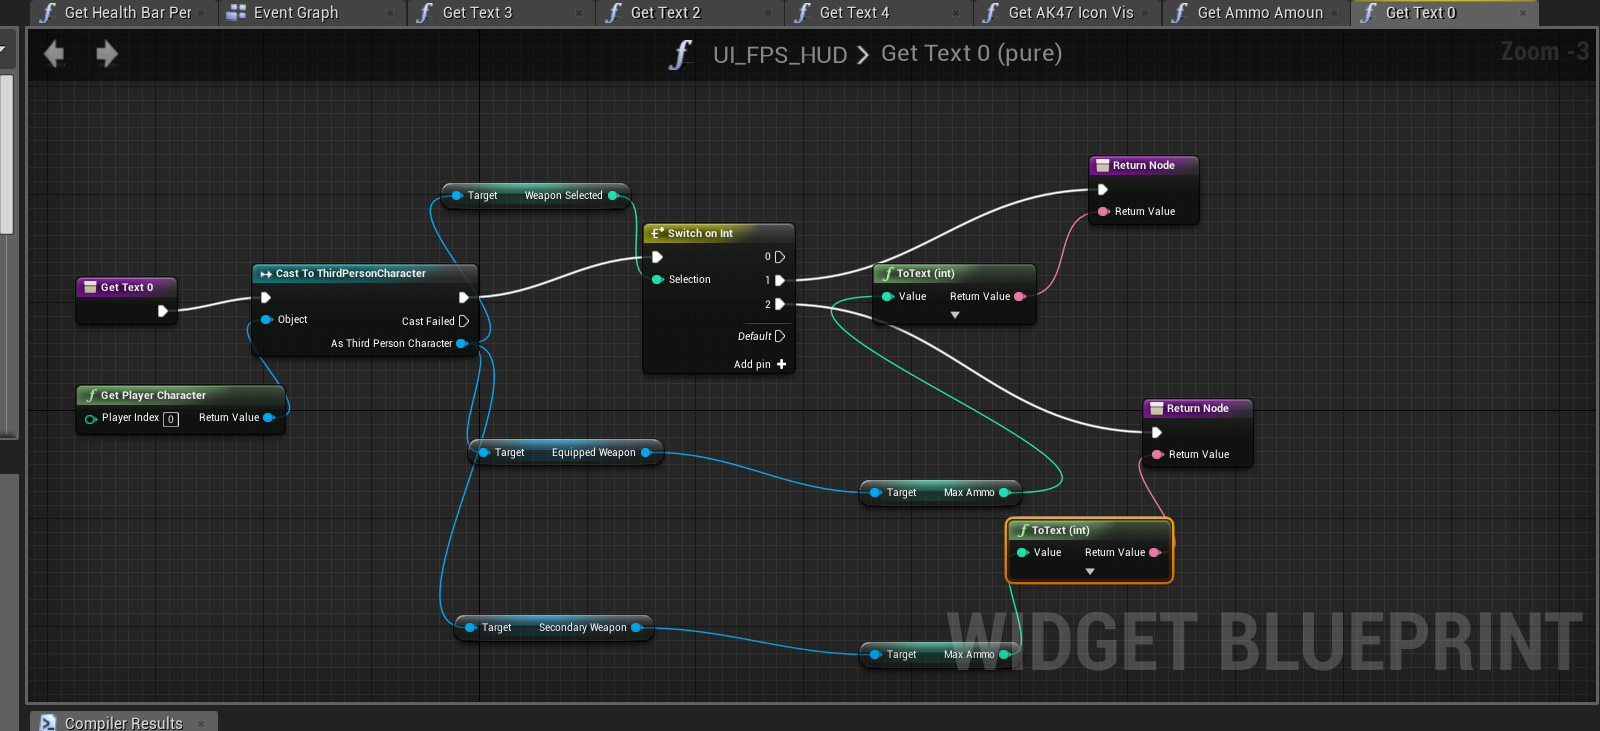 Get Health Bar Per
Event Graph
Get Text 3
Get Text 2
Get Text 4
Get AK47 Icon Vis
Get Ammo Amoun
Get Text 0
UI_FPS_HUD > Get Text 0 (pure)
Zoom -3
Return Node
Return Value
Target Weapon Selected
Switch on Int
0
Selection 1
2
Default
Add pin
ToText (int)
Value Return Value
Get Text 0
Cast To ThirdPersonCharacter
Object
Cast Failed
As Third Person Character
Get Player Character
Player Index 0 Return Value
Return Node
Return Value
Target Equipped Weapon
Target Max Ammo
ToText (int)
Value Return Value
Target Secondary Weapon
Target Max Ammo
WIDGET BLUEPRINT
Compiler Results